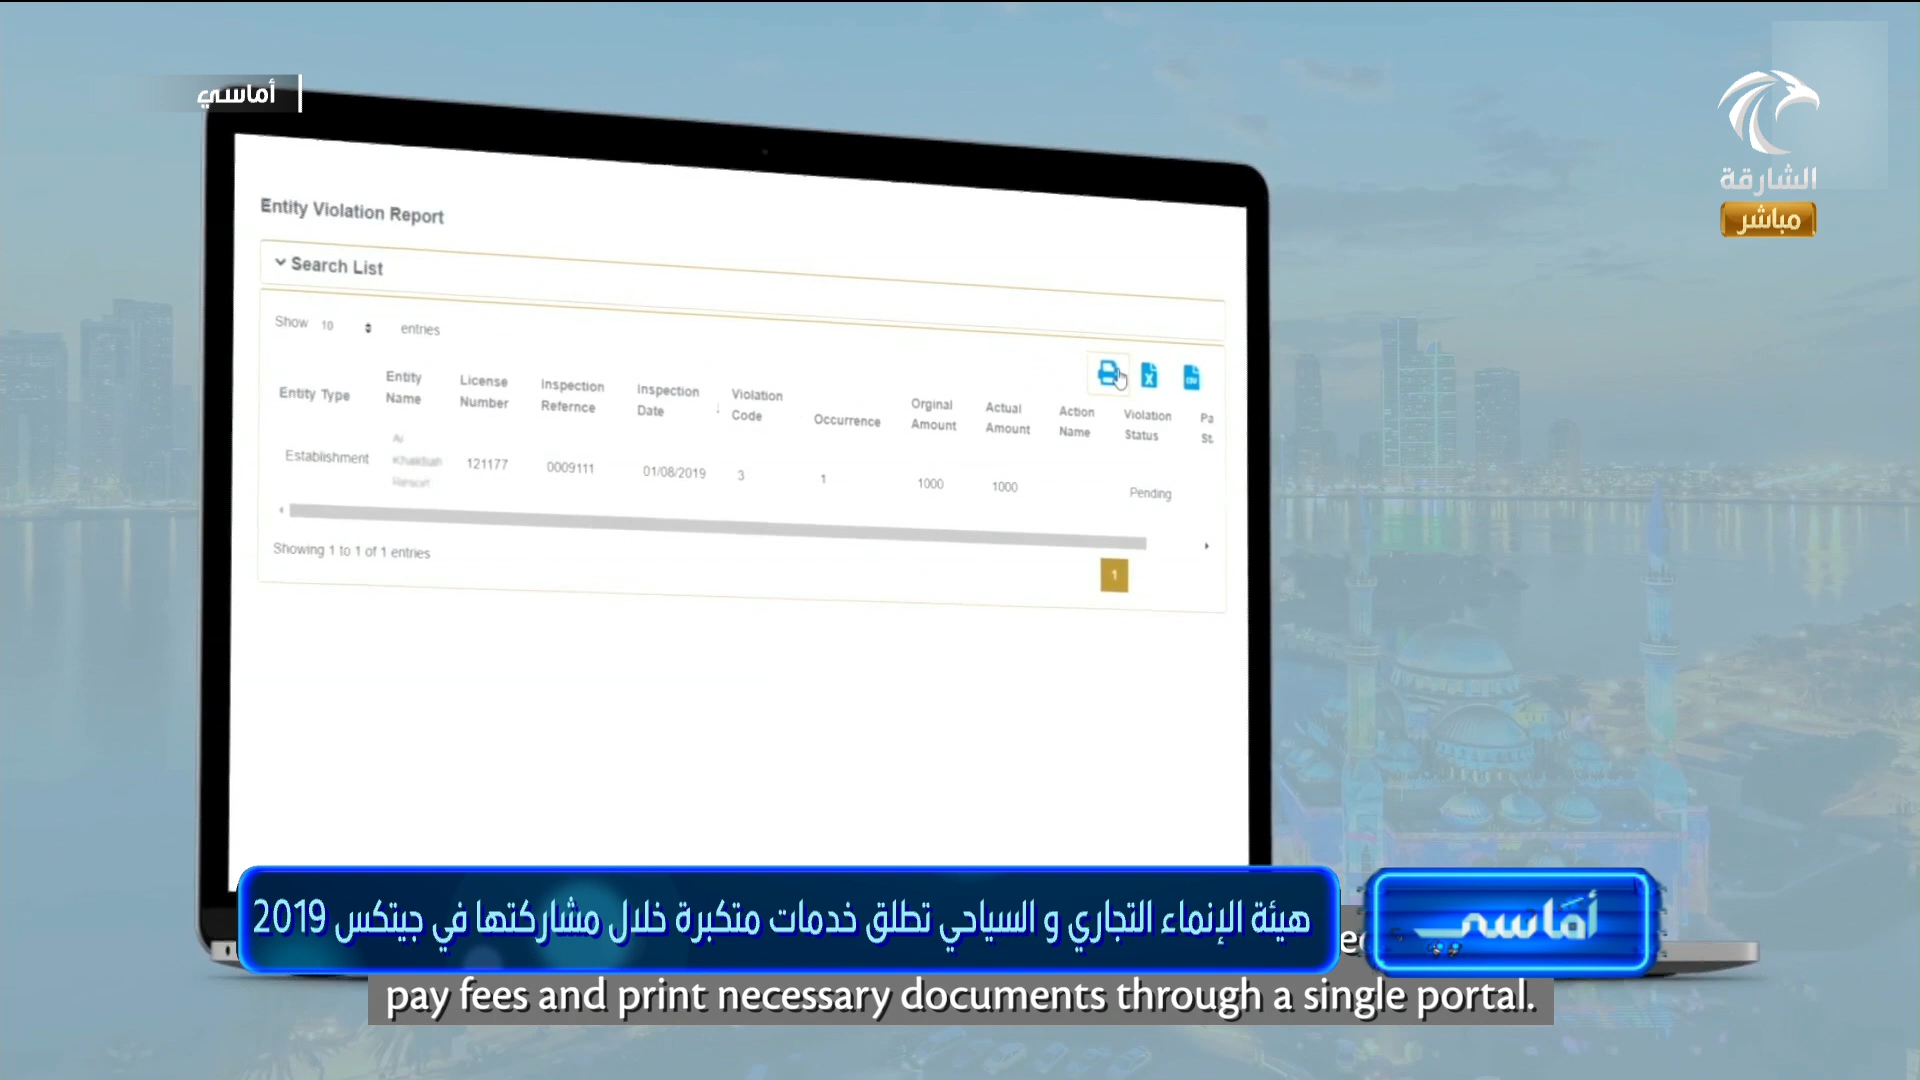 أماسي
الشارقة
مباشر
Entity Violation Report
Search List
Show 10 entries
Entity Type
Entity Name
License Number
Inspection Refernce
Inspection Date
Violation Code
Occurrence
Orginal Amount
Actual Amount
Action Name
Violation Status
Pa
St
Establishment
121177
0009111
01/08/2019
3
1
1000
1000
Pending
Showing 1 to 1 of 1 entries
1
هيئة الإنماء التجاري و السياحي تطلق خدمات متكبرة خلال مشاركتها في جيتكس 2019
أماسي
pay fees and print necessary documents through a single portal.